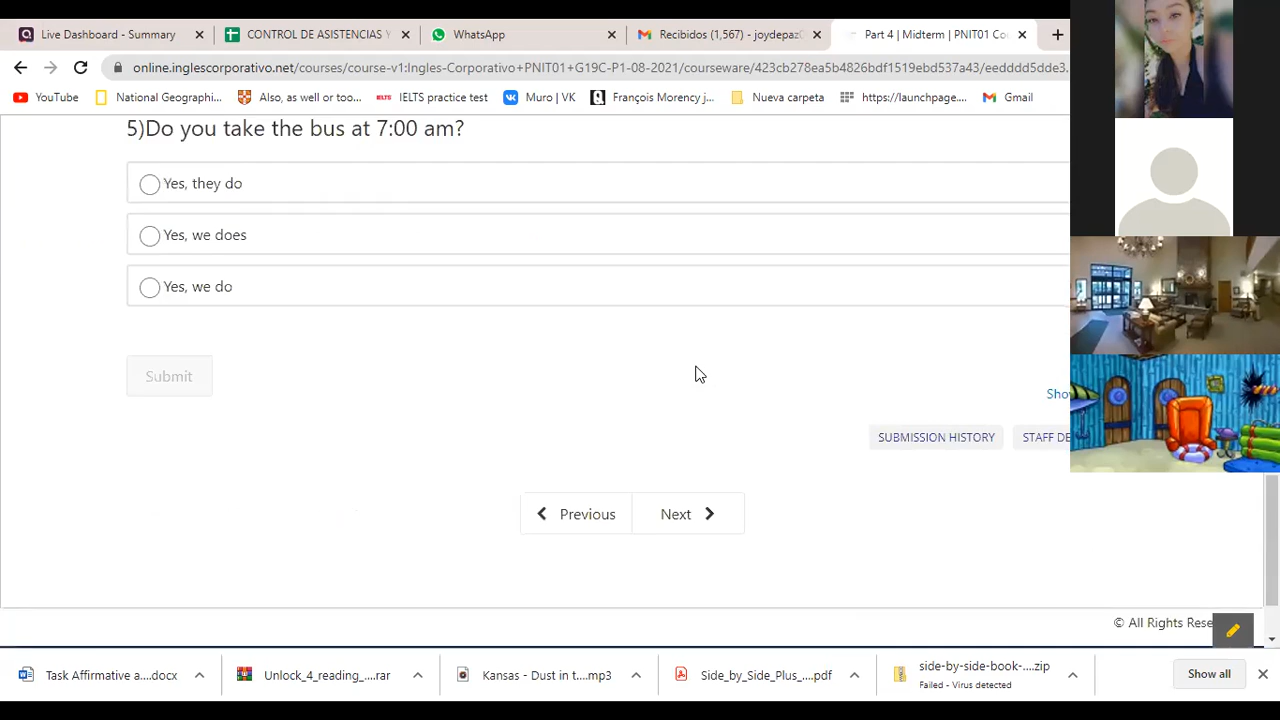 Live Dashboard - Summary
CONTROL DE ASISTENCIAS Y
WhatsApp
Recibidos (1,567) - joydepaz
Part 4 | Midterm | PNIT01 Co
online.inglescorporativo.net/courses/course-v1:Ingles-Corporativo+PNIT01+G19C-P1-08-2021/courseware/423cb278ea5b4826bdf1519ebd537a43/eedddd5dde3.
YouTube
National Geographi...
Also, as well or too...
IELTS IELTS practice test
Muro | VK
François Morency j...
Nueva carpeta
https://launchpage....
Gmail
5)Do you take the bus at 7:00 am?
Yes, they do
Yes, we does
Yes, we do
Submit
Sho
SUBMISSION HISTORY
STAFF DE
Previous
Next
© All Rights Rese
Task Affirmative a....docx
Unlock_4_reading_....rar
Kansas - Dust in t....mp3
Side_by_Side_Plus_....pdf
side-by-side-book-....zip
Failed - Virus detected
Show all